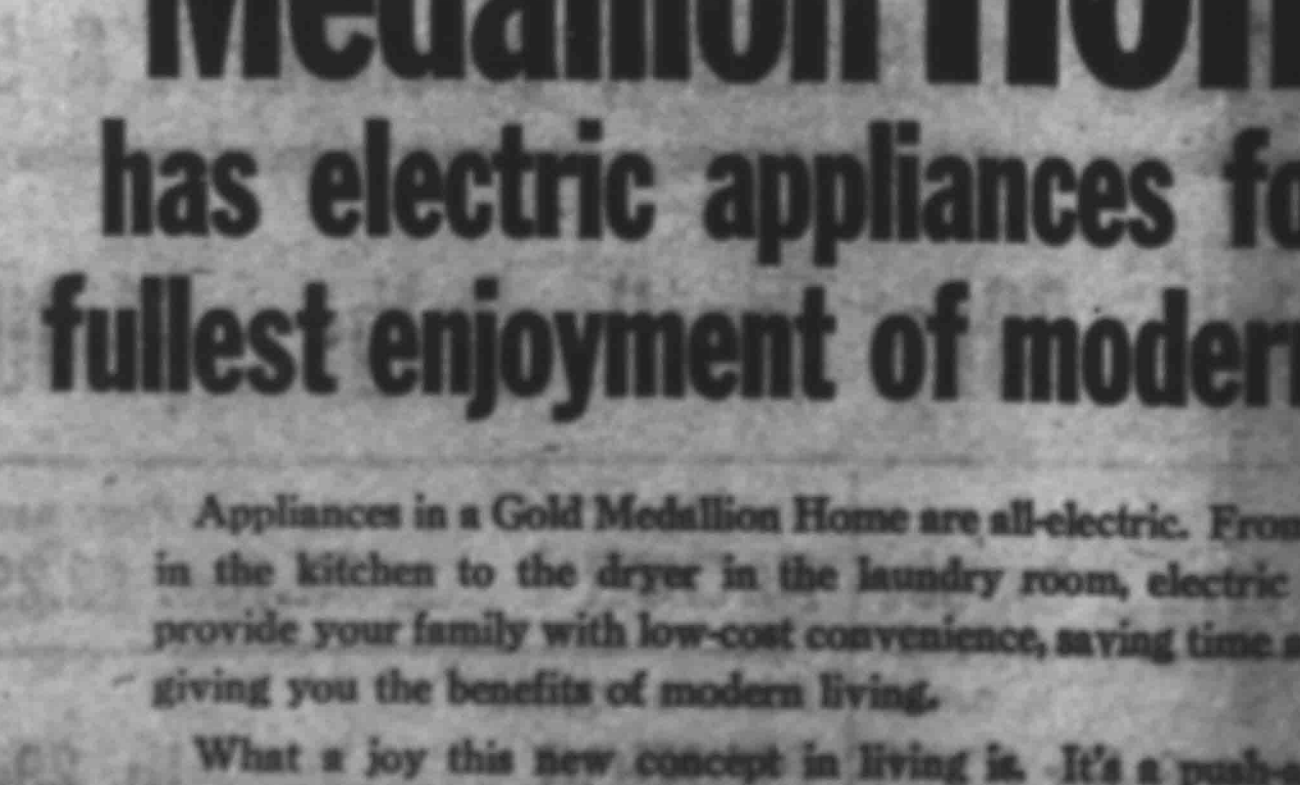 Medallion Hom
has electric appliances fo
fullest enjoyment of modern
Appliances in a Gold Medallion Home are all-electric. From
in the kitchen to the dryer in the laundry room, electric
provide your family with low-cost convenience, saving time a
giving you the benefits of modern living.
What a joy this new concept in living is. It's a push-